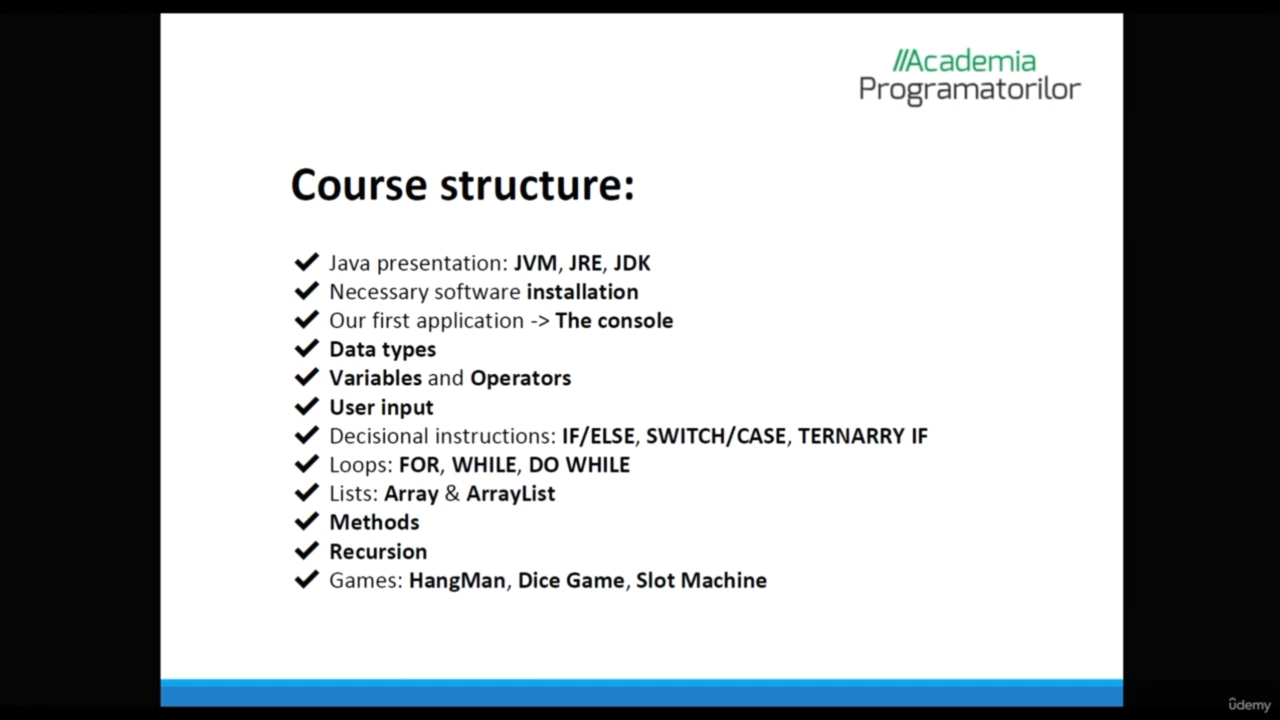 //Academia
Programatorilor
Course structure:
✔ Java presentation: JVM, JRE, JDK
✔ Necessary software installation
✔ Our first application -> The console
✔ Data types
✔ Variables and Operators
✔ User input
✔ Decisional instructions: IF/ELSE, SWITCH/CASE, TERNARRY IF
✔ Loops: FOR, WHILE, DO WHILE
✔ Lists: Array & ArrayList
✔ Methods
✔ Recursion
✔ Games: HangMan, Dice Game, Slot Machine
ûdemy